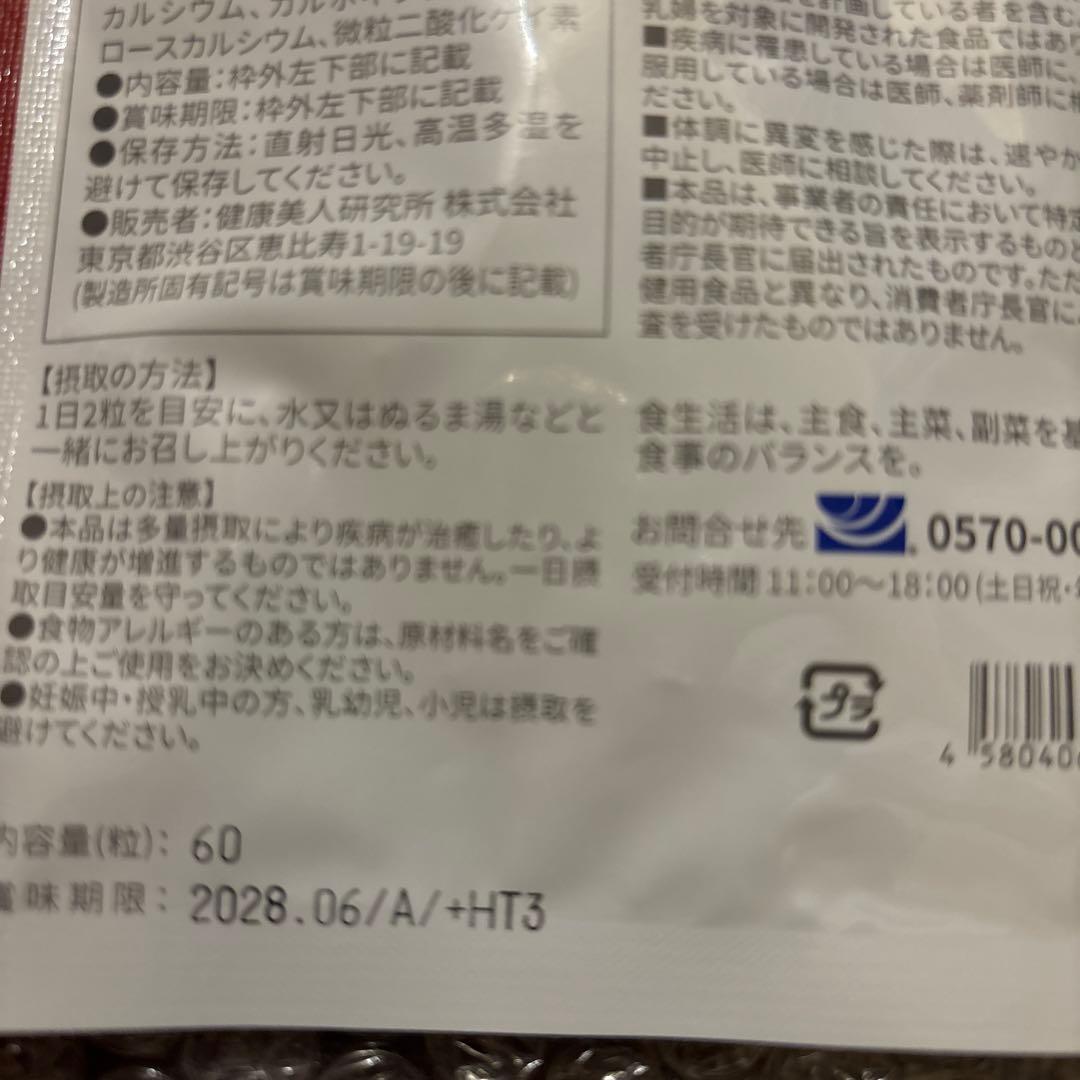 カルシウム、カルボキシ
ロースカルシウム、微粒二酸化ケイ素
●内容量:枠外左下部に記載
●賞味期限:枠外左下部に記載
●保存方法:直射日光、高温多湿を
避けて保存してください。
●販売者:健康美人研究所 株式会社
東京都渋谷区恵比寿1-19-19
(製造所固有記号は賞味期限の後に記載)
【摂取の方法】
1日2粒を目安に、水又はぬるま湯などと
一緒にお召し上がりください。
【摂取上の注意】
●本品は多量摂取により疾病が治癒したり、よ
り健康が増進するものではありません。一日摂
取目安量を守ってください。
●食物アレルギーのある方は、原材料名をご確
認の上ご使用をお決めください。
●妊娠中・授乳中の方、乳幼児、小児は摂取を
避けてください。
内容量(粒): 60
賞味期限: 2028.06/A/+HT3
を計画している者を含む
乳婦を対象に開発された食品ではあり
■疾病に罹患している場合は医師に、
服用している場合は医師、薬剤師に相
ださい。
■体調に異変を感じた際は、速やか
中止し、医師に相談してください。
■本品は、事業者の責任において特定
目的が期待できる旨を表示するものと
者庁長官に届出されたものです。ただ
健用食品と異なり、消費者庁長官に
査を受けたものではありません。
食生活は、主食、主菜、副菜を基
食事のバランスを。
お問合せ先 0570-00
受付時間 11:00〜18:00(土日祝・年
プラ
4 580406